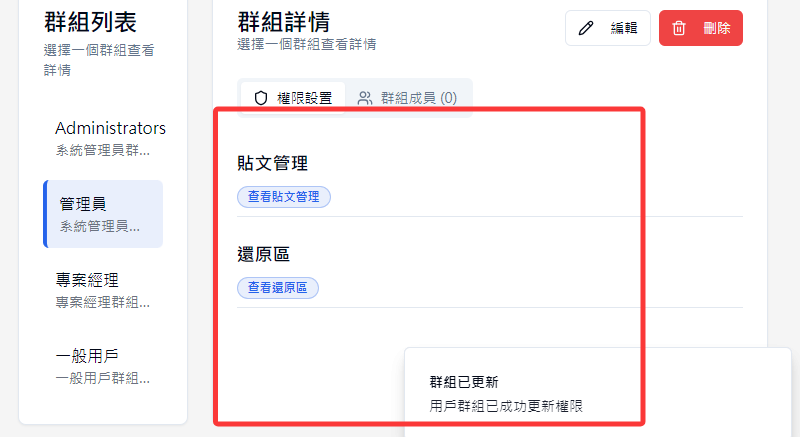 群組列表
選擇一個群組查看
詳情
Administrators
系統管理員群...
管理員
系統管理員...
專案經理
專案經理群組...
一般用戶
一般用戶群組...
群組詳情
選擇一個群組查看詳情
編輯
刪除
權限設置
群組成員 (0)
貼文管理
查看貼文管理
還原區
查看還原區
群組已更新
用戶群組已成功更新權限